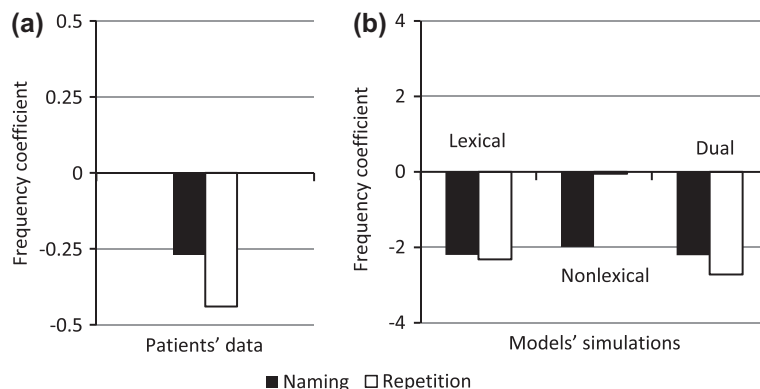 (a)
Frequency coefficient
0.5
0.25
0
-0.25
-0.5
Patients' data
(b)
Frequency coefficient
4
2
0
-2
-4
Lexical
Nonlexical
Dual
Models' simulations
Naming Repetition